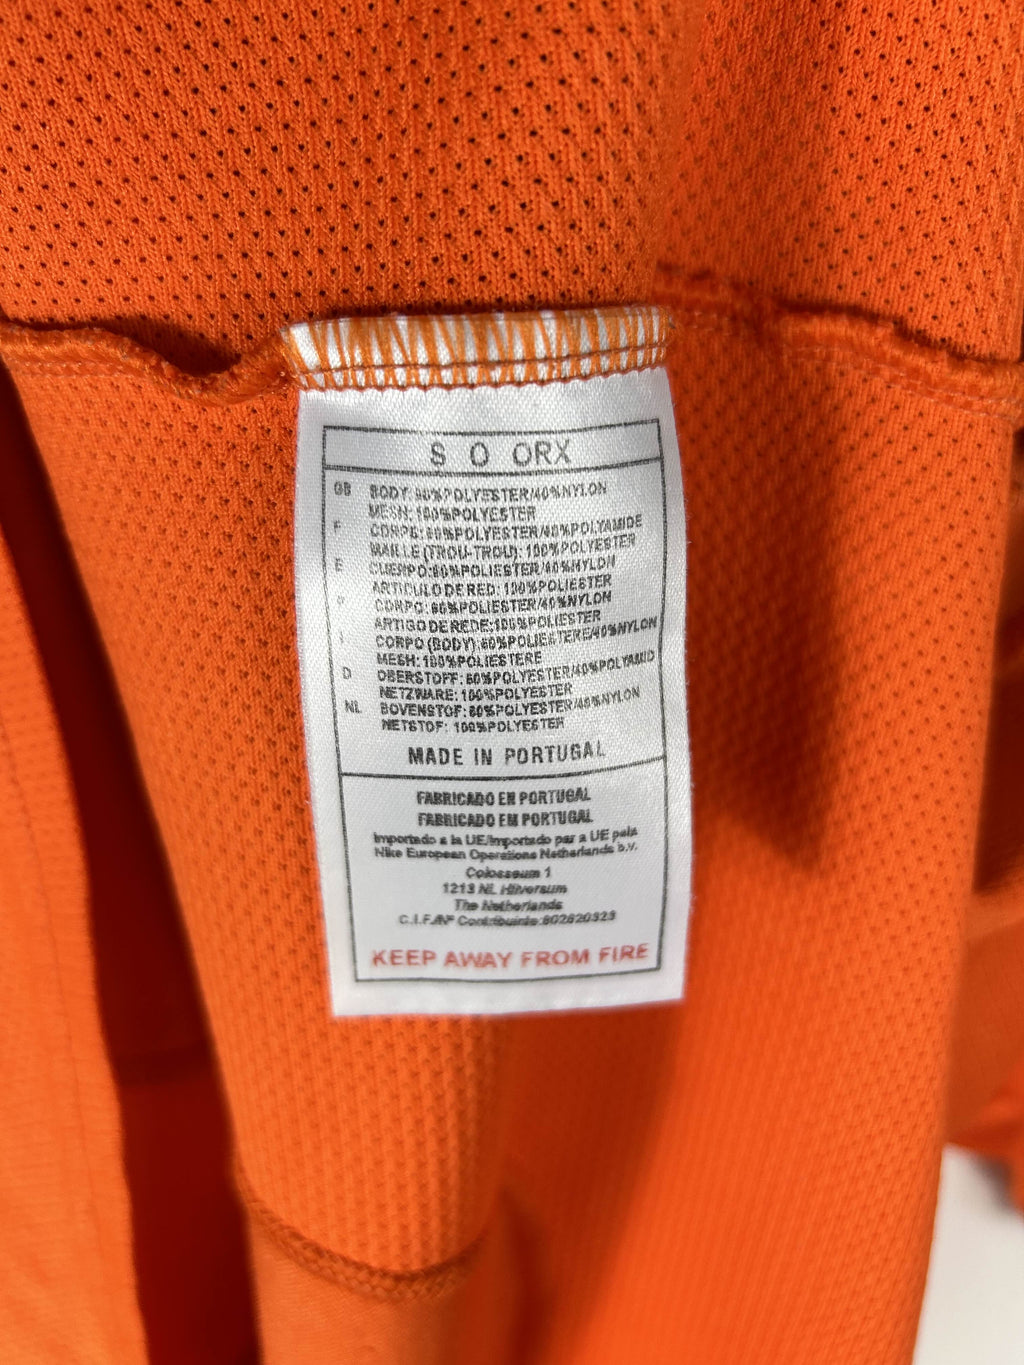 S O ORX
GB BODY: 60%POLYESTER/40%NYLON
MESH: 100%POLYESTER
F CORPS: 60%POLYESTER/40%POLYAMIDE
MAILLE (TROU-TROU): 100%POLYESTER
E CUERPO: 60%POLIESTER/40%NYLON
ARTICULO DE RED: 100%POLIESTER
P CORPO: 60%POLIESTER/40%NYLON
ARTIGO DE REDE: 100%POLIESTER
I CORPO (BODY): 60%POLIESTERE/40%NYLON
MESH: 100%POLIESTERE
D OBERSTOFF: 60%POLYESTER/40%POLYAMID
NETZWARE: 100%POLYESTER
NL BOVENSTOF: 60%POLYESTER/40%NYLON
NETSTOF: 100%POLYESTER
MADE IN PORTUGAL
FABRICADO EN PORTUGAL
FABRICADO EM PORTUGAL
Importado a la UE/Importado par a UE pela
Nike European Operations Netherlands b.v.
Colosseum 1
1213 NL Hilversum
The Netherlands
C.I.F./Nº Contribuinte:802620323
KEEP AWAY FROM FIRE